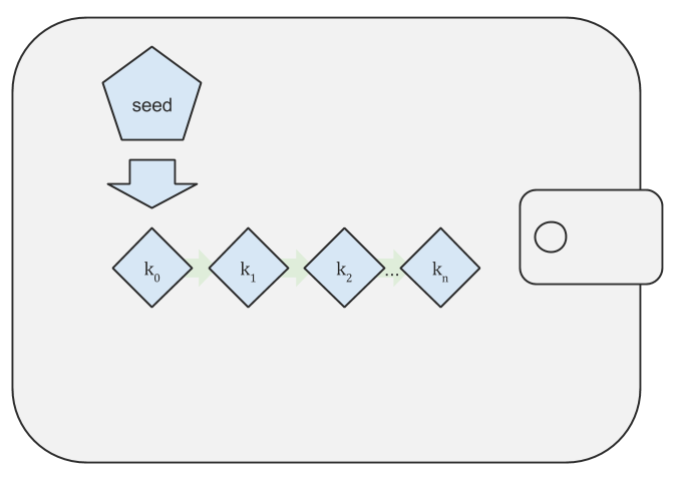 seed
k₀ k₁ k₂ ... kₙ